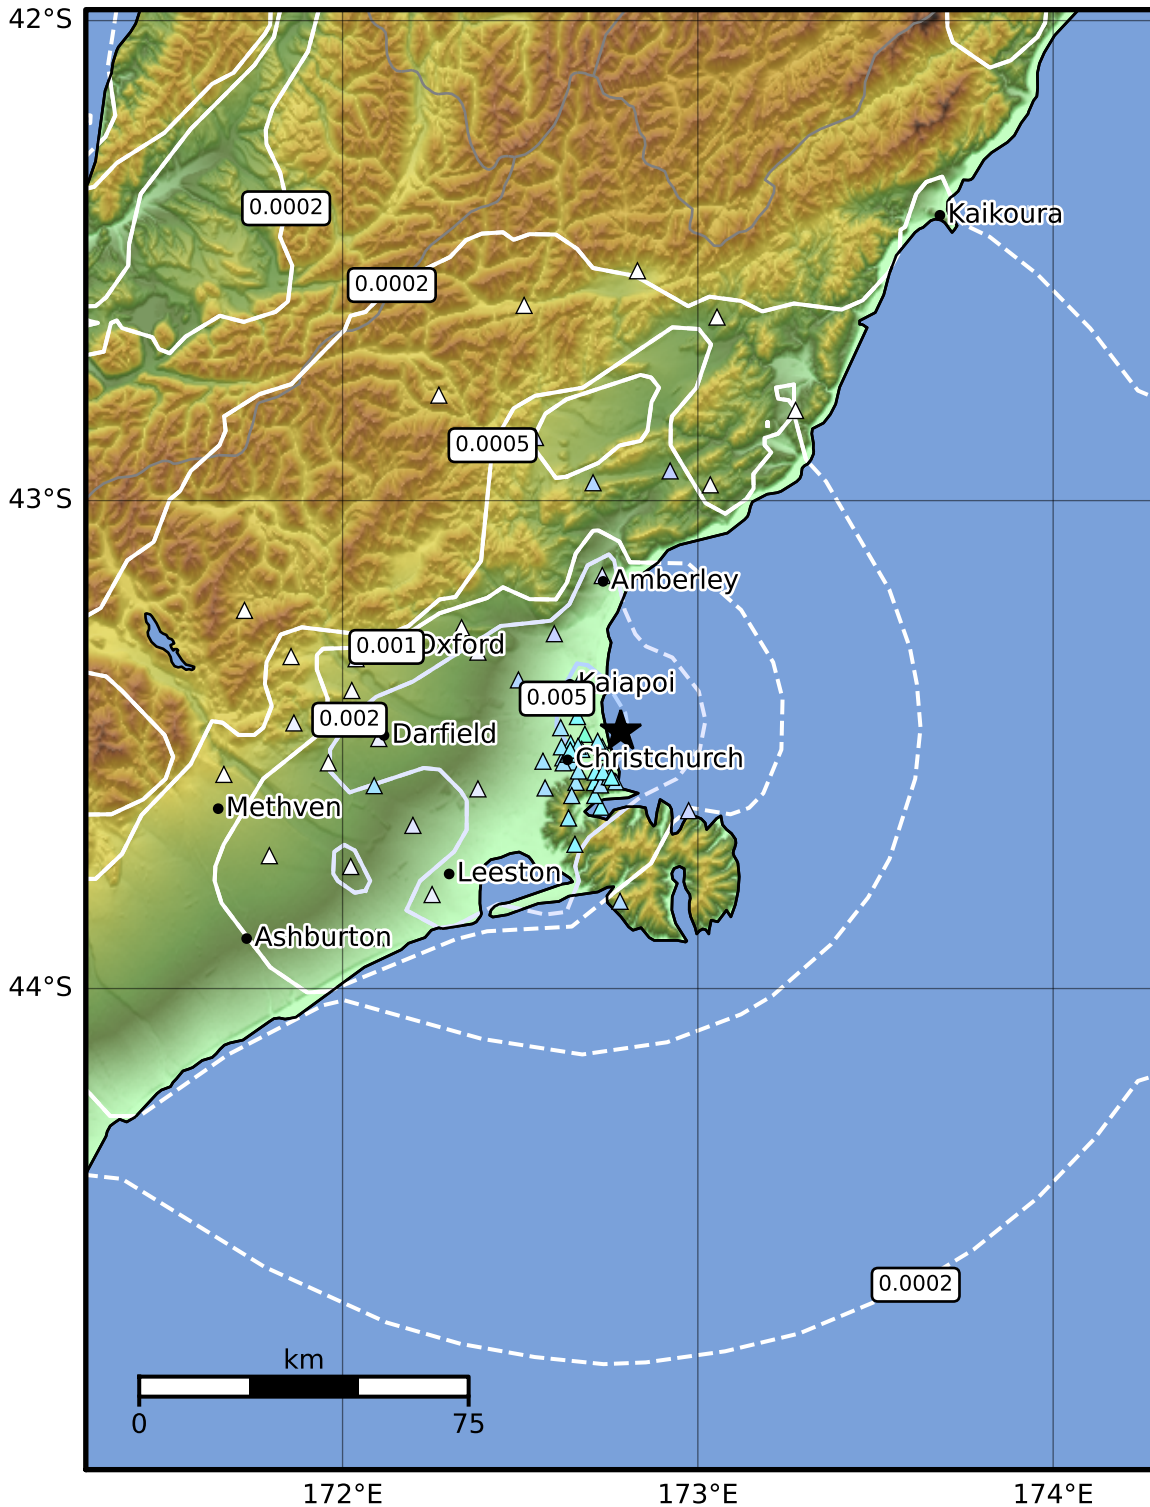 42°S
0.0002
Kaikoura
0.0002
0.0005
43°S
Amberley
0.001
Oxford
Kaiapoi
0.005
0.002
Darfield
Christchurch
Methven
Leeston
Ashburton
44°S
0.0002
km
0
75
172°E
173°E
174°E